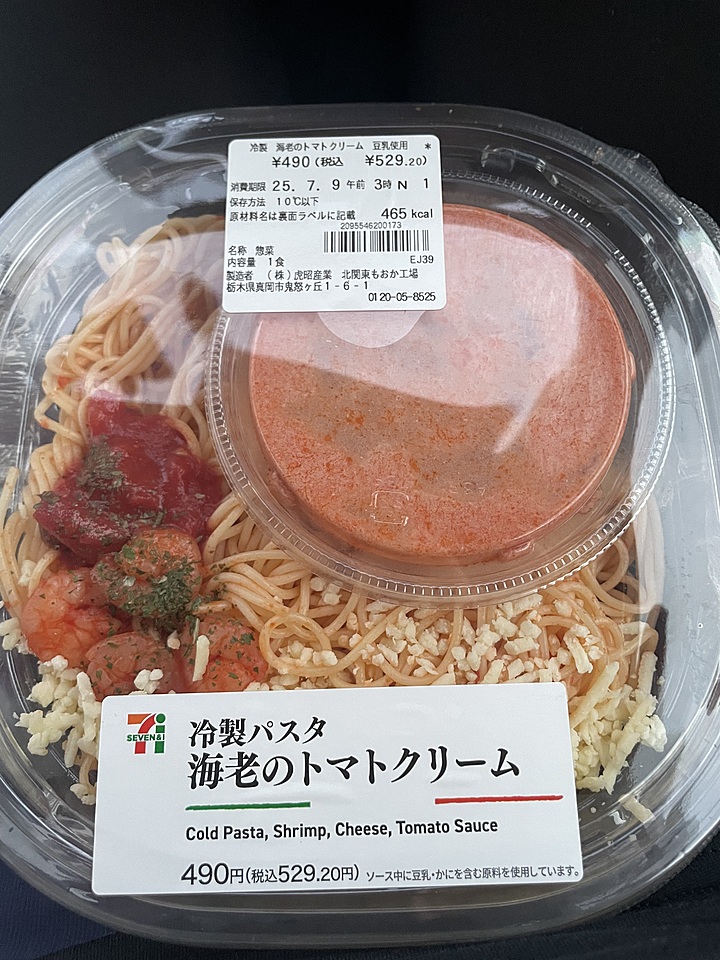 冷製 海老のトマトクリーム 豆乳使用 *
¥490(税込 ¥529.20)
消費期限 25. 7. 9 午前 3時 N 1
保存方法 10℃以下
原材料名は裏面ラベルに記載 465 kcal
2095546200173
名称 惣菜
内容量 1食 EJ39
製造者 (株)虎昭産業 北関東もおか工場
栃木県真岡市鬼怒ヶ丘1-6-1
0120-05-8525
7
SEVEN&i
冷製パスタ
海老のトマトクリーム
Cold Pasta, Shrimp, Cheese, Tomato Sauce
490円(税込529.20円) ソース中に豆乳・かにを含む原料を使用しています。